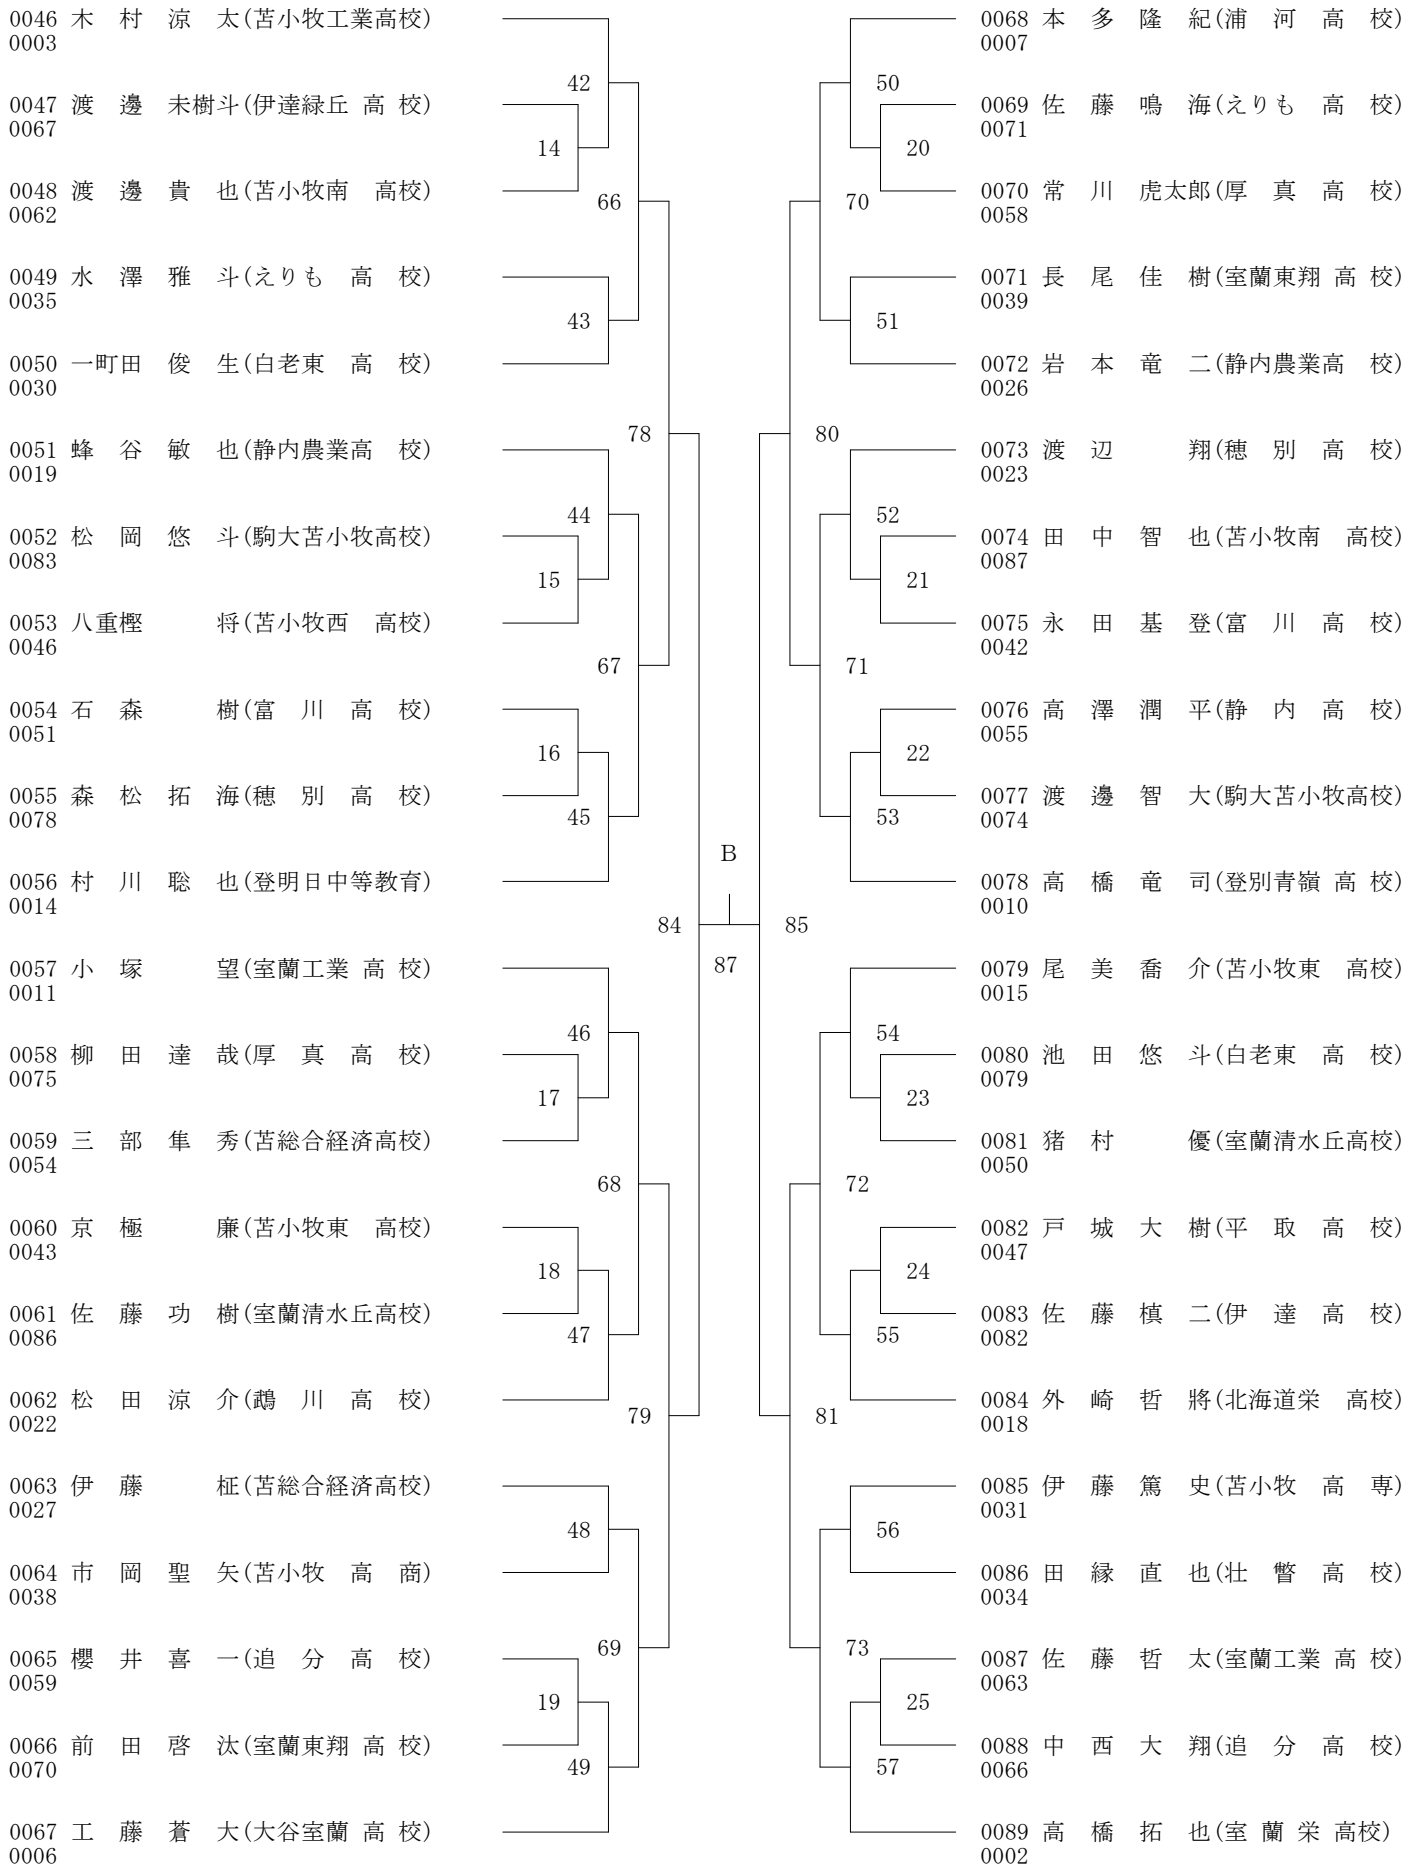 0046 木 村 涼 太(苫小牧工業高校)
0003
42
0047 渡 邊 未樹斗(伊達緑丘 高 校)
0067
14
0048 渡 邊 貴 也(苫小牧南 高校)
0062
66
0049 水 澤 雅 斗(えりも 高 校)
0035
43
0050 一町田 俊 生(白老東 高 校)
0030
78
0051 蜂 谷 敏 也(静内農業高 校)
0019
44
0052 松 岡 悠 斗(駒大苫小牧高校)
0083
15
0053 八重樫 将(苫小牧西 高校)
0046
67
0054 石 森 樹(富 川 高 校)
0051
16
0055 森 松 拓 海(穂 別 高 校)
0078
45
0056 村 川 聡 也(登明日中等教育)
0014
84
0057 小 塚 望(室蘭工業 高 校)
0011
46
0058 柳 田 達 哉(厚 真 高 校)
0075
17
0059 三 部 隼 秀(苫総合経済高校)
0054
68
0060 京 極 廉(苫小牧東 高校)
0043
18
0061 佐 藤 功 樹(室蘭清水丘高校)
0086
47
0062 松 田 涼 介(鵡 川 高 校)
0022
79
0063 伊 藤 柾(苫総合経済高校)
0027
48
0064 市 岡 聖 矢(苫小牧 高 商)
0038
69
0065 櫻 井 喜 一(追 分 高 校)
0059
19
0066 前 田 啓 汰(室蘭東翔 高 校)
0070
49
0067 工 藤 蒼 大(大谷室蘭 高 校)
0006
B
87
0068 本 多 隆 紀(浦 河 高 校)
0007
50
0069 佐 藤 鳴 海(えりも 高 校)
0071
20
0070 常 川 虎太郎(厚 真 高 校)
0058
70
0071 長 尾 佳 樹(室蘭東翔 高 校)
0039
51
0072 岩 本 竜 二(静内農業高 校)
0026
80
0073 渡 辺 翔(穂 別 高 校)
0023
52
0074 田 中 智 也(苫小牧南 高校)
0087
21
0075 永 田 基 登(富 川 高 校)
0042
71
0076 高 澤 潤 平(静 内 高 校)
0055
22
0077 渡 邊 智 大(駒大苫小牧高校)
0074
53
0078 高 橋 竜 司(登別青嶺 高 校)
0010
85
0079 尾 美 喬 介(苫小牧東 高校)
0015
54
0080 池 田 悠 斗(白老東 高 校)
0079
23
0081 猪 村 優(室蘭清水丘高校)
0050
72
0082 戸 城 大 樹(平 取 高 校)
0047
24
0083 佐 藤 槙 二(伊 達 高 校)
0082
55
0084 外 崎 哲 將(北海道栄 高校)
0018
81
0085 伊 藤 篤 史(苫小牧 高 専)
0031
56
0086 田 縁 直 也(壮 瞥 高 校)
0034
73
0087 佐 藤 哲 太(室蘭工業 高 校)
0063
25
0088 中 西 大 翔(追 分 高 校)
0066
57
0089 高 橋 拓 也(室 蘭 栄 高校)
0002